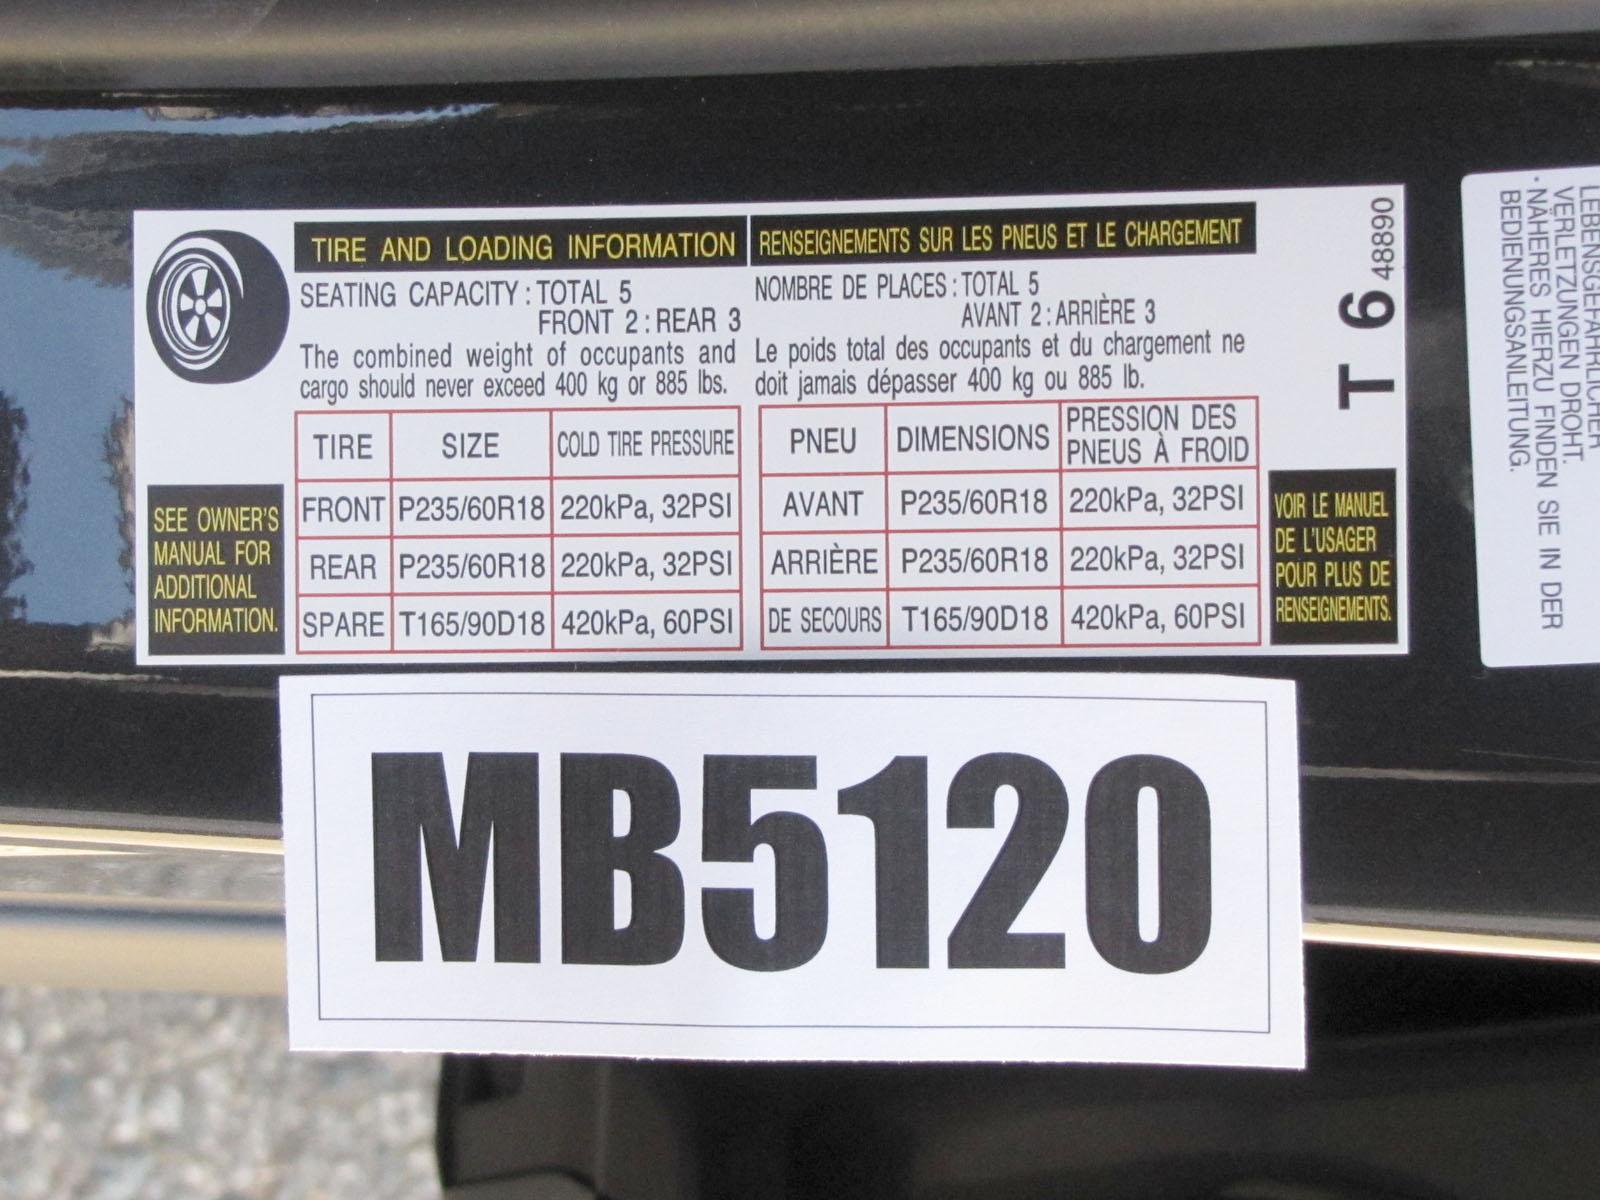 TIRE AND LOADING INFORMATION
SEATING CAPACITY : TOTAL 5
FRONT 2 : REAR 3
The combined weight of occupants and
cargo should never exceed 400 kg or 885 lbs.
TIRE SIZE COLD TIRE PRESSURE
FRONT P235/60R18 220kPa, 32PSI
REAR P235/60R18 220kPa, 32PSI
SPARE T165/90D18 420kPa, 60PSI
SEE OWNER'S
MANUAL FOR
ADDITIONAL
INFORMATION.
RENSEIGNEMENTS SUR LES PNEUS ET LE CHARGEMENT
NOMBRE DE PLACES : TOTAL 5
AVANT 2 : ARRIÈRE 3
Le poids total des occupants et du chargement ne
doit jamais dépasser 400 kg ou 885 lb.
PNEU DIMENSIONS PRESSION DES
PNEUS À FROID
AVANT P235/60R18 220kPa, 32PSI
ARRIÈRE P235/60R18 220kPa, 32PSI
DE SECOURS T165/90D18 420kPa, 60PSI
VOIR LE MANUEL
DE L'USAGER
POUR PLUS DE
RENSEIGNEMENTS.
T 6 48890
LEBENSGEFÄHRLICHER
VERLETZUNGEN DROHT.
· NÄHERES HIERZU FINDEN SIE IN DER
BEDIENUNGSANLEITUNG.
MB5120